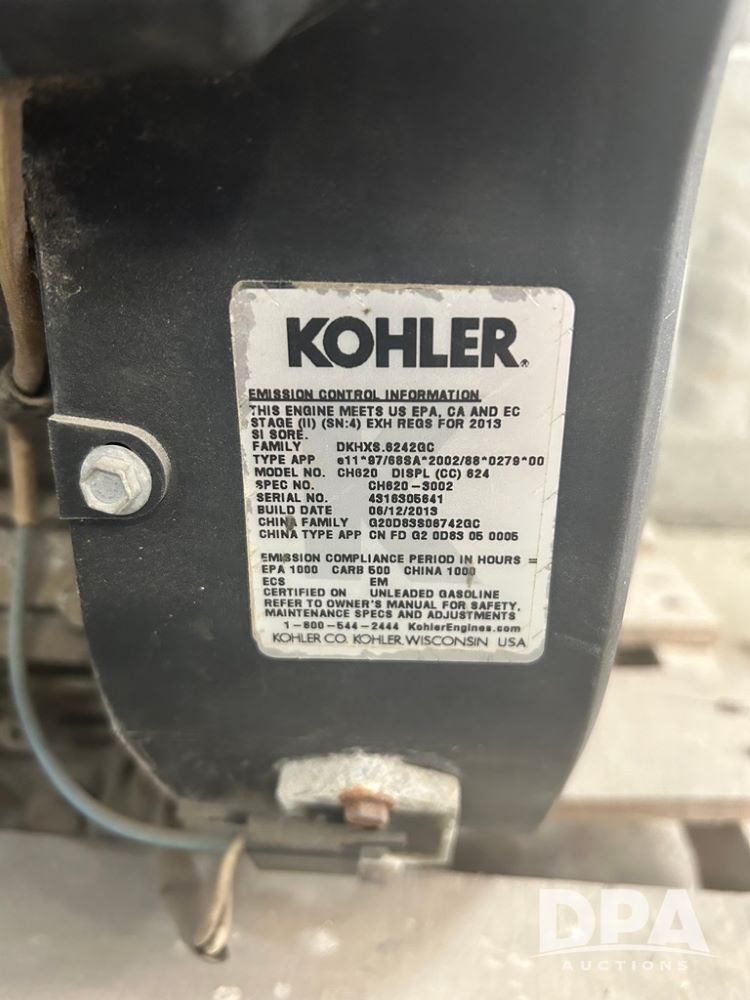 KOHLER®
EMISSION CONTROL INFORMATION
THIS ENGINE MEETS US EPA, CA AND EC
STAGE (II) (SN:4) EXH REGS FOR 2013
SI SORE.
FAMILY DKHXS.6242GC
TYPE APP e11*97/68SA*2002/88*0279*00
MODEL NO. CH620 DISPL (CC) 624
SPEC NO. CH620-3002
SERIAL NO. 4316305641
BUILD DATE 06/12/2013
CHINA FAMILY G20D83S06742GC
CHINA TYPE APP CN FD G2 0D83 05 0005
EMISSION COMPLIANCE PERIOD IN HOURS =
EPA 1000 CARB 500 CHINA 1000
ECS EM
CERTIFIED ON UNLEADED GASOLINE
REFER TO OWNER'S MANUAL FOR SAFETY,
MAINTENANCE SPECS AND ADJUSTMENTS
1-800-544-2444 KohlerEngines.com
KOHLER CO. KOHLER, WISCONSIN USA
DPA
AUCTIONS